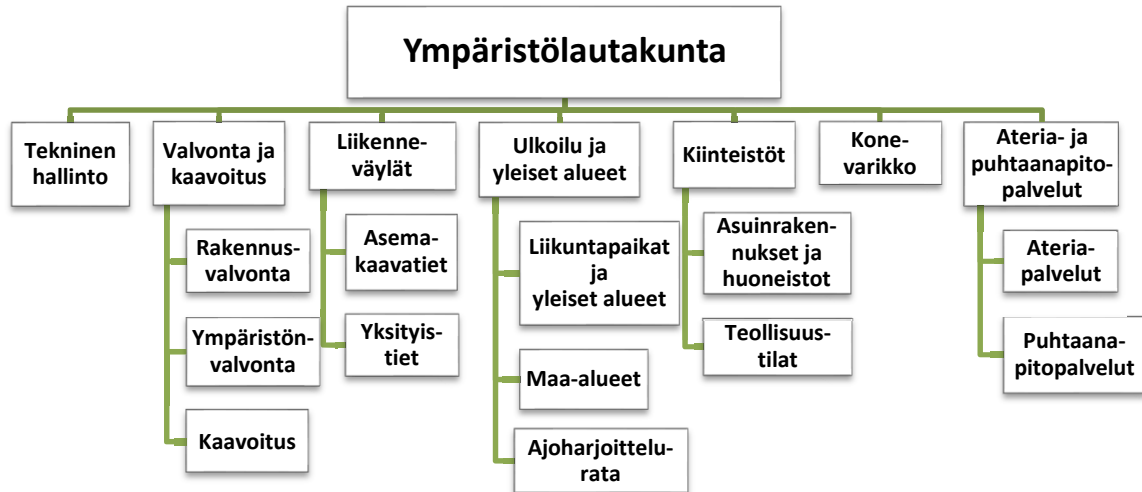 Ympäristölautakunta
Tekninen
hallinto
Valvonta ja
kaavoitus
Rakennus-
valvonta
Ympäristön-
valvonta
Kaavoitus
Liikenne-
väylät
Asema-
kaavatiet
Yksityis-
tiet
Ulkoilu ja
yleiset alueet
Liikuntapaikat
ja
yleiset alueet
Maa-alueet
Ajoharjoittelu-
rata
Kiinteistöt
Asuinraken-
nukset ja
huoneistot
Teollisuus-
tilat
Kone-
varikko
Ateria- ja
puhtaanapito-
palvelut
Ateria-
palvelut
Puhtaana-
pitopalvelut